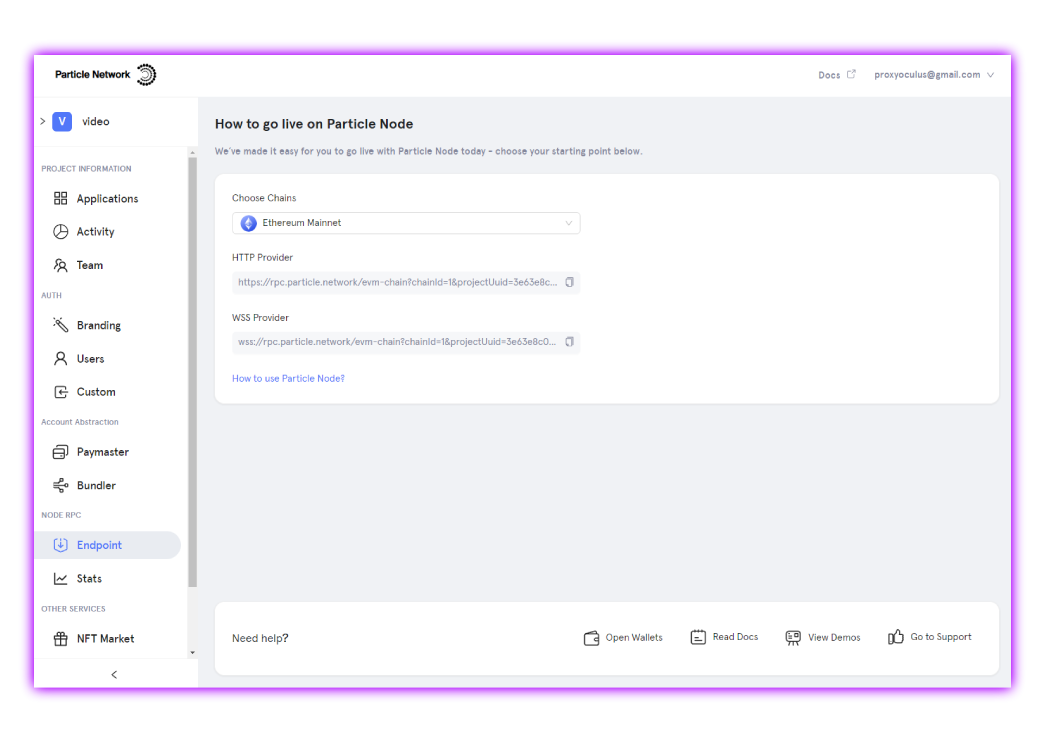 Particle Network
Docs
proxyoculus@gmail.com
V video
PROJECT INFORMATION
Applications
Activity
Team
AUTH
Branding
Users
Custom
Account Abstraction
Paymaster
Bundler
NODE RPC
Endpoint
Stats
OTHER SERVICES
NFT Market
How to go live on Particle Node
We've made it easy for you to go live with Particle Node today - choose your starting point below.
Choose Chains
Ethereum Mainnet
HTTP Provider
https://rpc.particle.network/evm-chain?chainId=1&projectUuid=3e63e8c...
WSS Provider
wss://rpc.particle.network/evm-chain?chainId=1&projectUuid=3e63e8c0...
How to use Particle Node?
Need help?
Open Wallets
Read Docs
View Demos
Go to Support